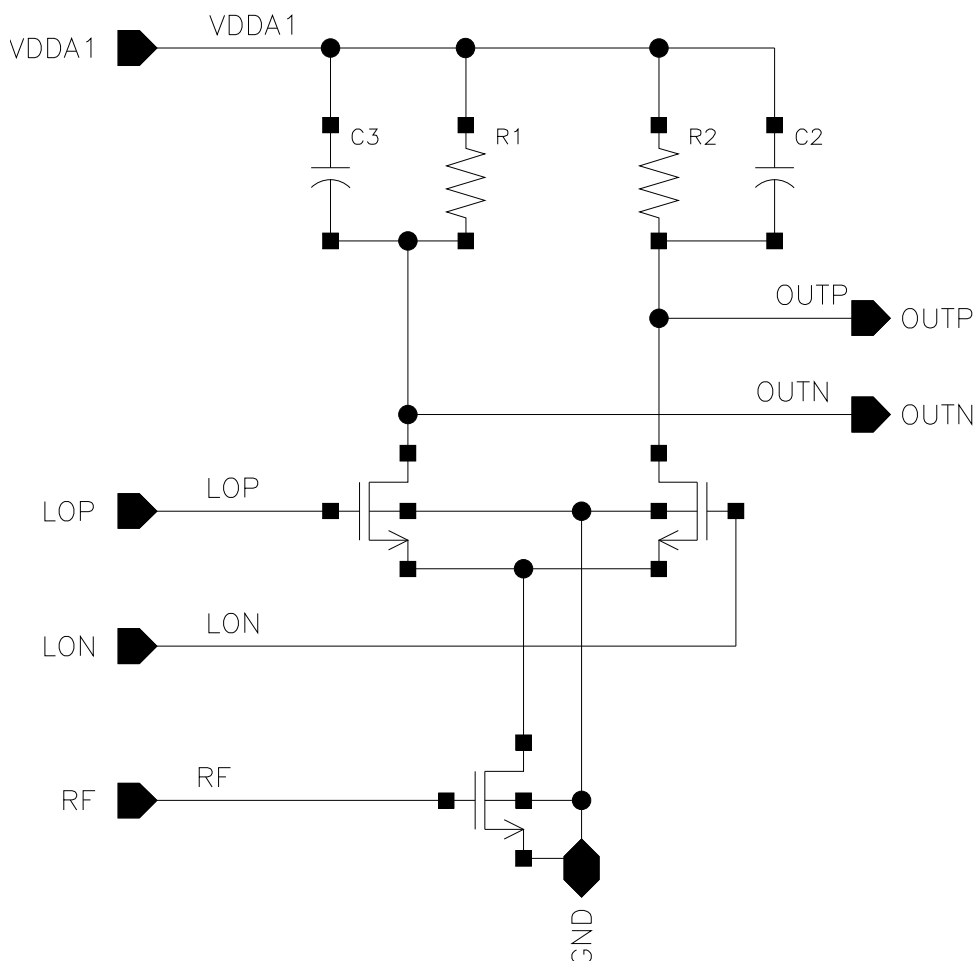 VDDA1
VDDA1
C3
R1
R2
C2
OUTP
OUTP
OUTN
OUTN
LOP
LOP
LON
LON
RF
RF
GND